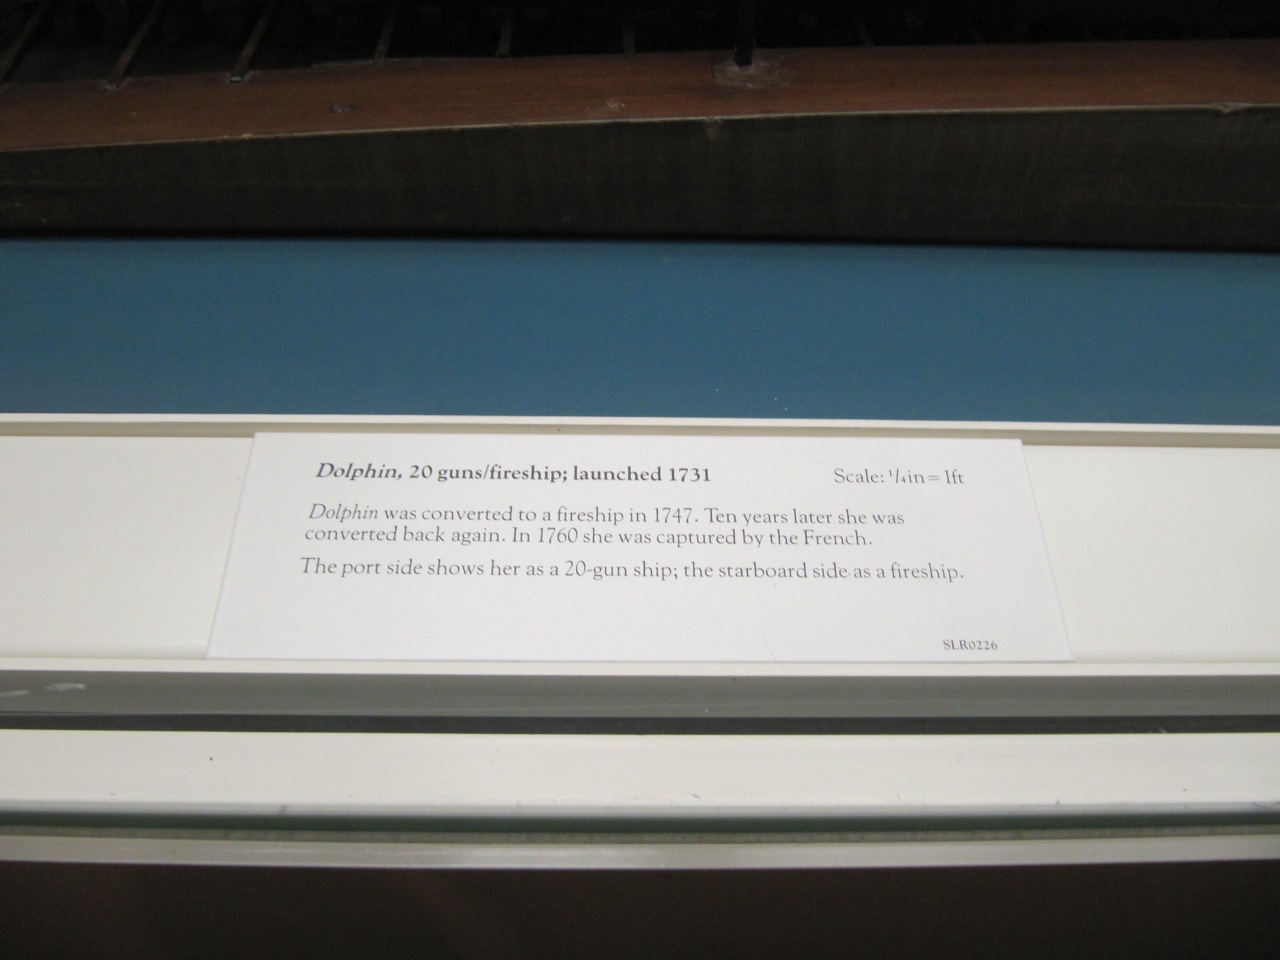 Dolphin, 20 guns/fireship; launched 1731 Scale: ¼in = 1ft
Dolphin was converted to a fireship in 1747. Ten years later she was
converted back again. In 1760 she was captured by the French.
The port side shows her as a 20-gun ship; the starboard side as a fireship.
SLR0226